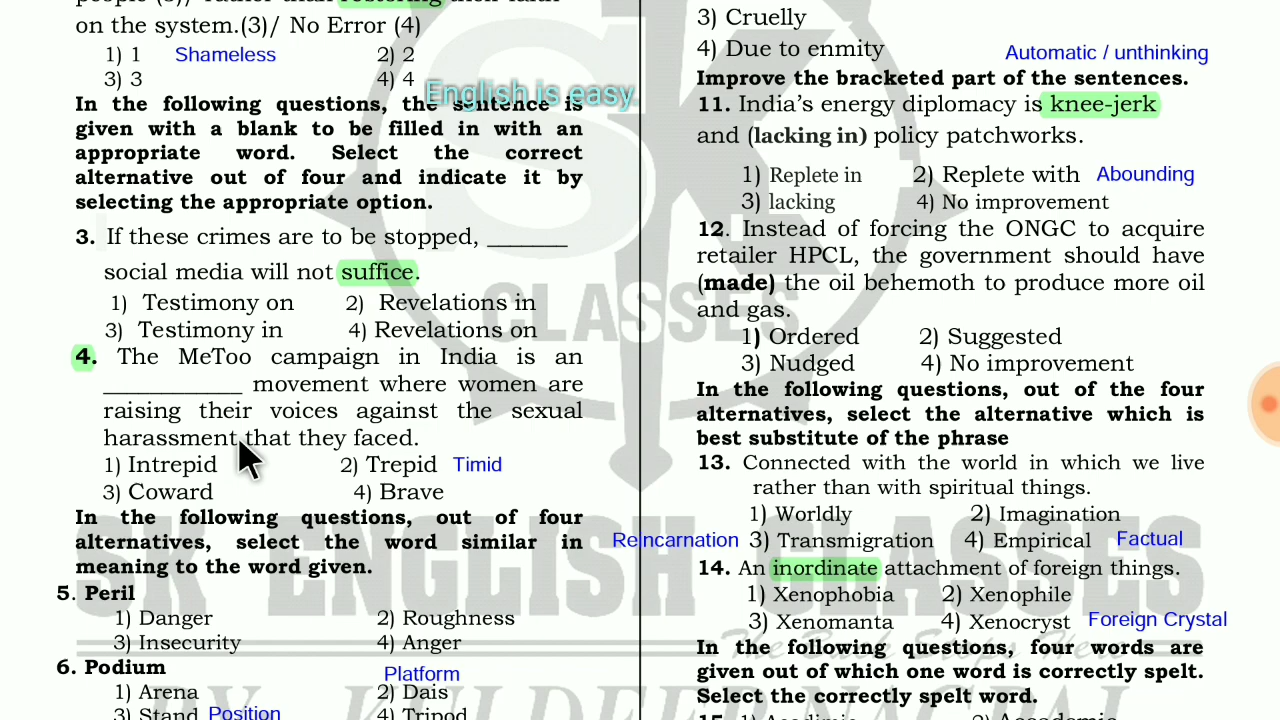 people (3)/ rather than restoring their faith
on the system.(3)/ No Error (4)
1) 1 Shameless 2) 2
3) 3 4) 4
English is easy.
In the following questions, the sentence is
given with a blank to be filled in with an
appropriate word. Select the correct
alternative out of four and indicate it by
selecting the appropriate option.
3. If these crimes are to be stopped, _______
social media will not suffice.
1) Testimony on 2) Revelations in
3) Testimony in 4) Revelations on
4. The MeToo campaign in India is an
____________ movement where women are
raising their voices against the sexual
harassment that they faced.
1) Intrepid 2) Trepid Timid
3) Coward 4) Brave
In the following questions, out of four
alternatives, select the word similar in
meaning to the word given.
5. Peril
1) Danger 2) Roughness
3) Insecurity 4) Anger
6. Podium
Platform
1) Arena 2) Dais
3) Stand Position 4) Tripod
3) Cruelly
4) Due to enmity
Automatic / unthinking
Improve the bracketed part of the sentences.
11. India's energy diplomacy is knee-jerk
and (lacking in) policy patchworks.
1) Replete in 2) Replete with Abounding
3) lacking 4) No improvement
12. Instead of forcing the ONGC to acquire
retailer HPCL, the government should have
(made) the oil behemoth to produce more oil
and gas.
1) Ordered 2) Suggested
3) Nudged 4) No improvement
In the following questions, out of the four
alternatives, select the alternative which is
best substitute of the phrase
13. Connected with the world in which we live
rather than with spiritual things.
1) Worldly 2) Imagination
Reincarnation 3) Transmigration 4) Empirical Factual
14. An inordinate attachment of foreign things.
1) Xenophobia 2) Xenophile
3) Xenomanta 4) Xenocryst Foreign Crystal
In the following questions, four words are
given out of which one word is correctly spelt.
Select the correctly spelt word.
SK
CLASSES
SK ENGLISH CLASSES